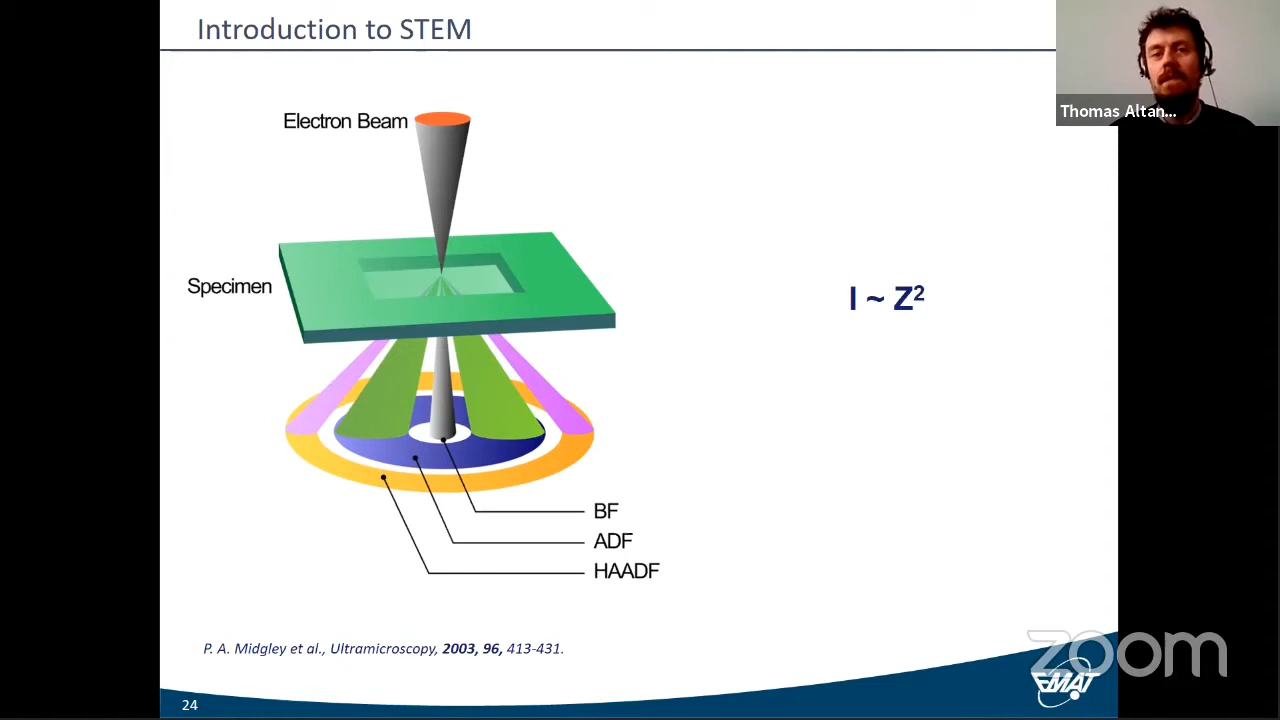 Introduction to STEM
Thomas Altan...
Electron Beam
Specimen
I ~ Z²
BF
ADF
HAADF
P. A. Midgley et al., Ultramicroscopy, 2003, 96, 413-431.
zoom
EMAT
24